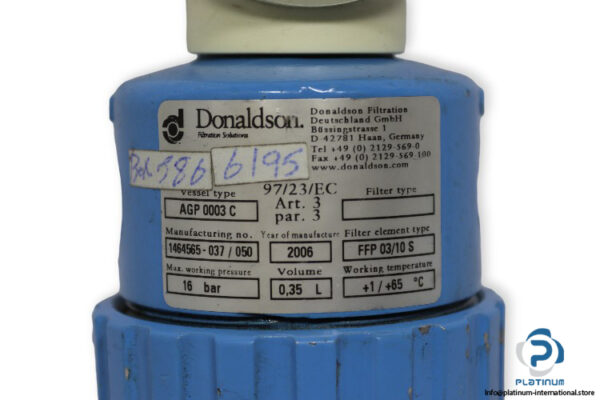 Donaldson.
Filtration Solutions
Donaldson Filtration
Deutschland GmbH
Büssingstrasse 1
D-42781 Haan, Germany
Tel +49 (0) 2129-569-0
Fax +49 (0) 2129-569-100
www.donaldson.com
586 6195
Vessel type
97/23/EC
Art. 3
par. 3
Filter type
AGP 0003 C
Manufacturing no.
Year of manufacture
Filter element type
1464565-037 / 050
2006
FFP 03/10 S
Max. working pressure
Volume
Working temperature
16 bar
0,35 L
+1 / +65 °C
PLATINUM
Info@platinum-international.store